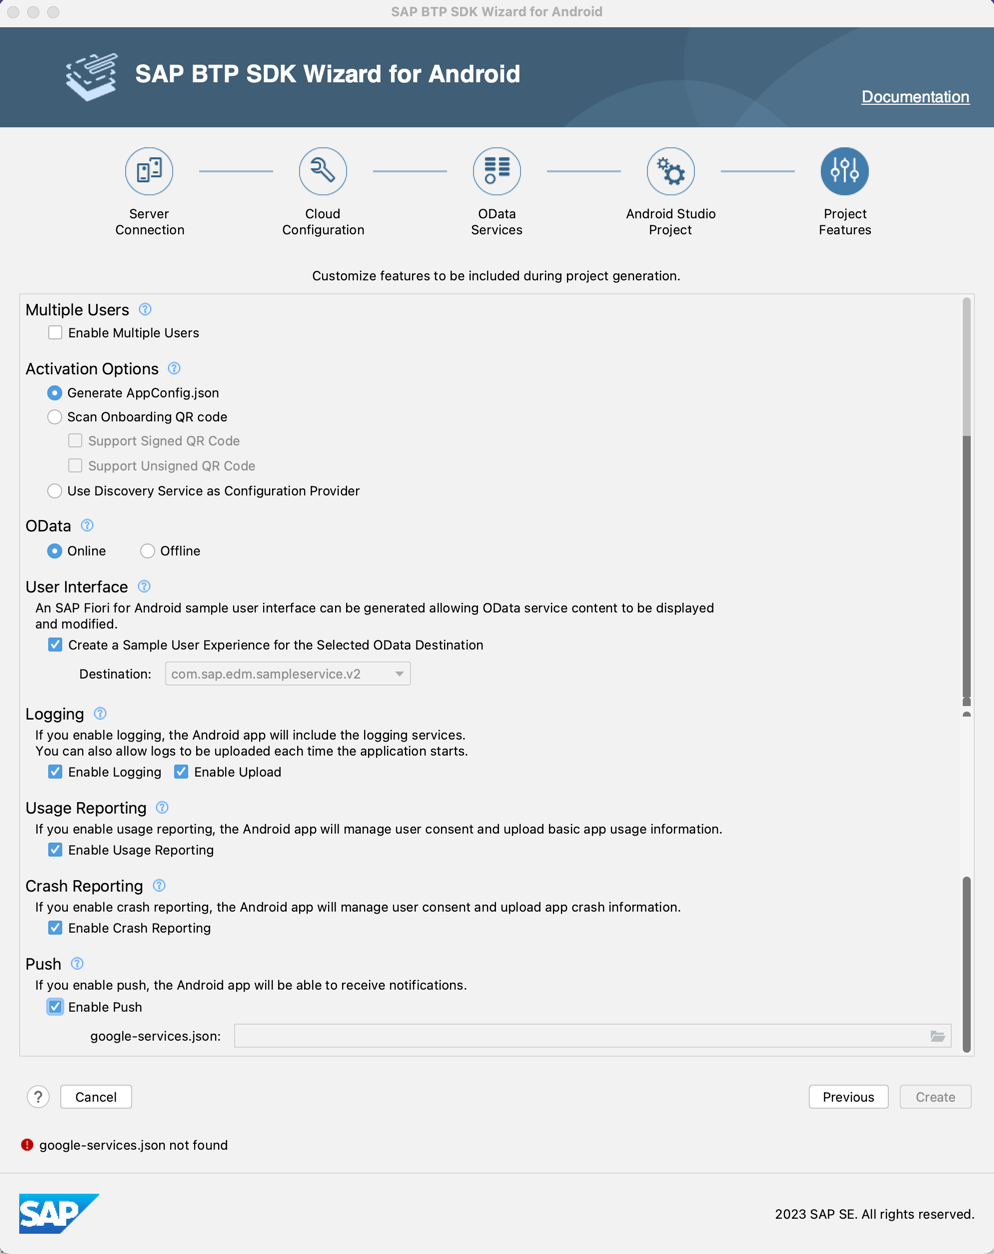 SAP BTP SDK Wizard for Android
SAP BTP SDK Wizard for Android
Documentation
Server Connection
Cloud Configuration
OData Services
Android Studio Project
Project Features
Customize features to be included during project generation.
Multiple Users ?
Enable Multiple Users
Activation Options ?
Generate AppConfig.json
Scan Onboarding QR code
Support Signed QR Code
Support Unsigned QR Code
Use Discovery Service as Configuration Provider
OData ?
Online Offline
User Interface ?
An SAP Fiori for Android sample user interface can be generated allowing OData service content to be displayed
and modified.
Create a Sample User Experience for the Selected OData Destination
Destination: com.sap.edm.sampleservice.v2
Logging ?
If you enable logging, the Android app will include the logging services.
You can also allow logs to be uploaded each time the application starts.
Enable Logging Enable Upload
Usage Reporting ?
If you enable usage reporting, the Android app will manage user consent and upload basic app usage information.
Enable Usage Reporting
Crash Reporting ?
If you enable crash reporting, the Android app will manage user consent and upload app crash information.
Enable Crash Reporting
Push ?
If you enable push, the Android app will be able to receive notifications.
Enable Push
google-services.json:
? Cancel Previous Create
! google-services.json not found
SAP
2023 SAP SE. All rights reserved.